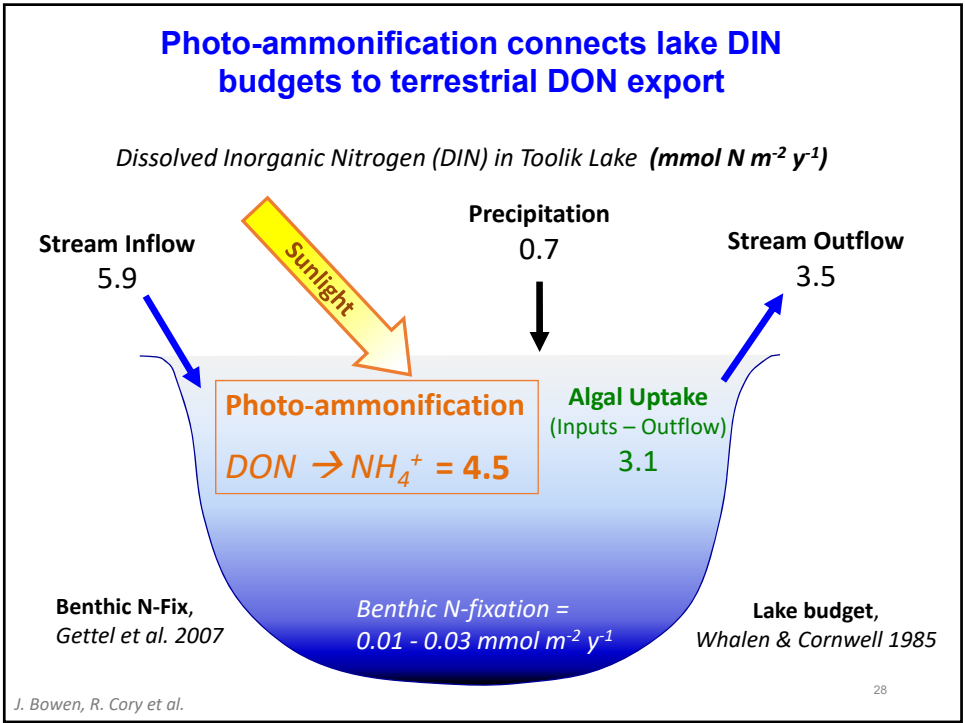 Photo-ammonification connects lake DIN
budgets to terrestrial DON export
Dissolved Inorganic Nitrogen (DIN) in Toolik Lake (mmol N m⁻² y⁻¹)
Stream Inflow
5.9
Sunlight
Precipitation
0.7
Stream Outflow
3.5
Photo-ammonification
DON → NH₄⁺ = 4.5
Algal Uptake
(Inputs – Outflow)
3.1
Benthic N-Fix,
Gettel et al. 2007
Benthic N-fixation =
0.01 - 0.03 mmol m⁻² y⁻¹
Lake budget,
Whalen & Cornwell 1985
J. Bowen, R. Cory et al.
28